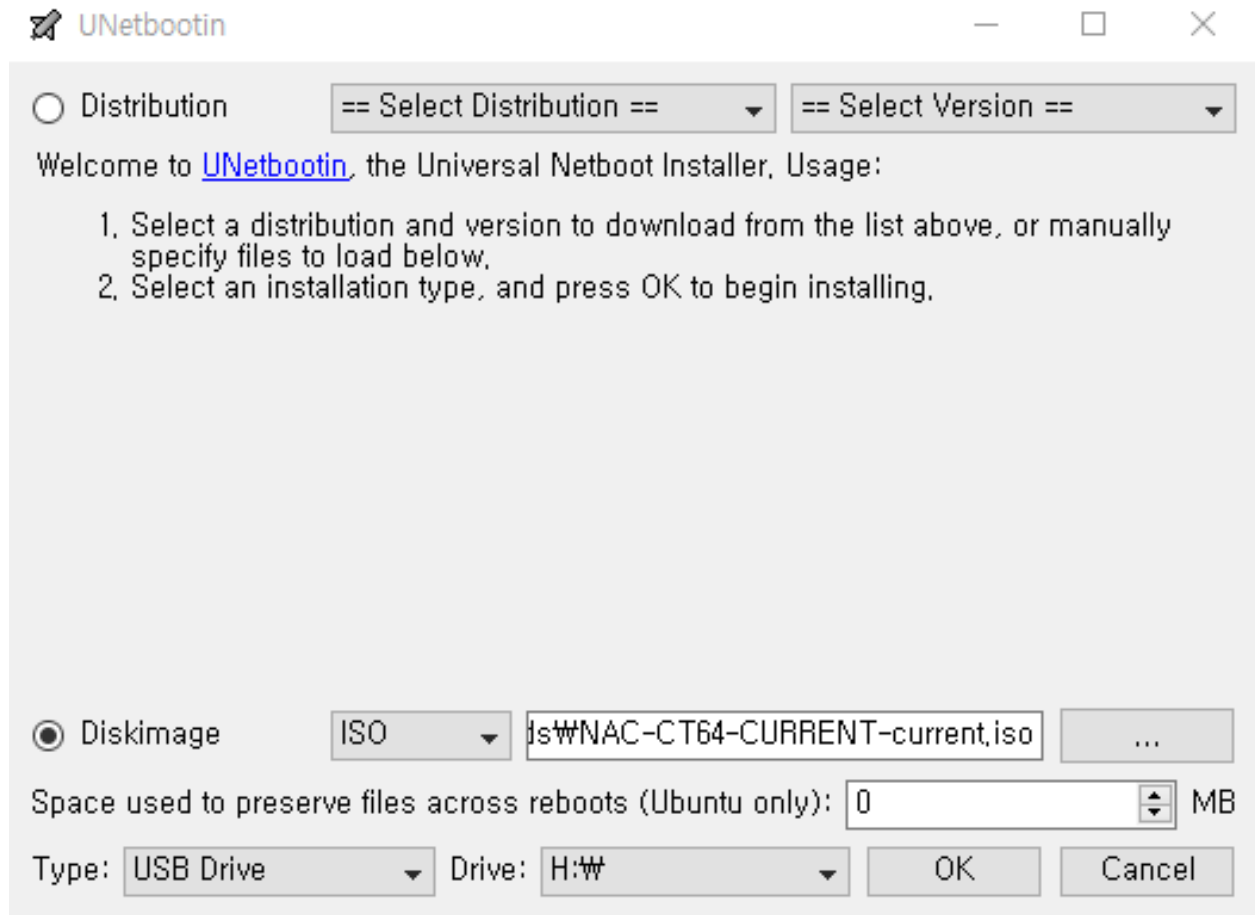 UNetbootin
Distribution == Select Distribution == == Select Version ==
Welcome to UNetbootin, the Universal Netboot Installer. Usage:
1. Select a distribution and version to download from the list above, or manually
specify files to load below.
2. Select an installation type, and press OK to begin installing.
Diskimage ISO ds₩NAC-CT64-CURRENT-current.iso ...
Space used to preserve files across reboots (Ubuntu only): 0 MB
Type: USB Drive Drive: H:₩ OK Cancel